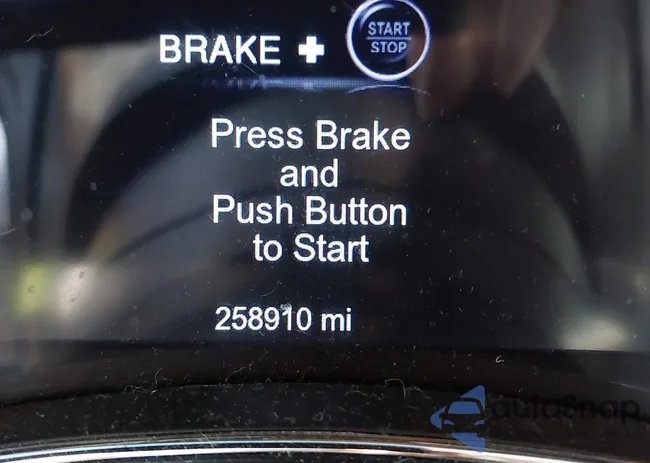 BRAKE + START
STOP
Press Brake
and
Push Button
to Start
258910 mi
autoSnap